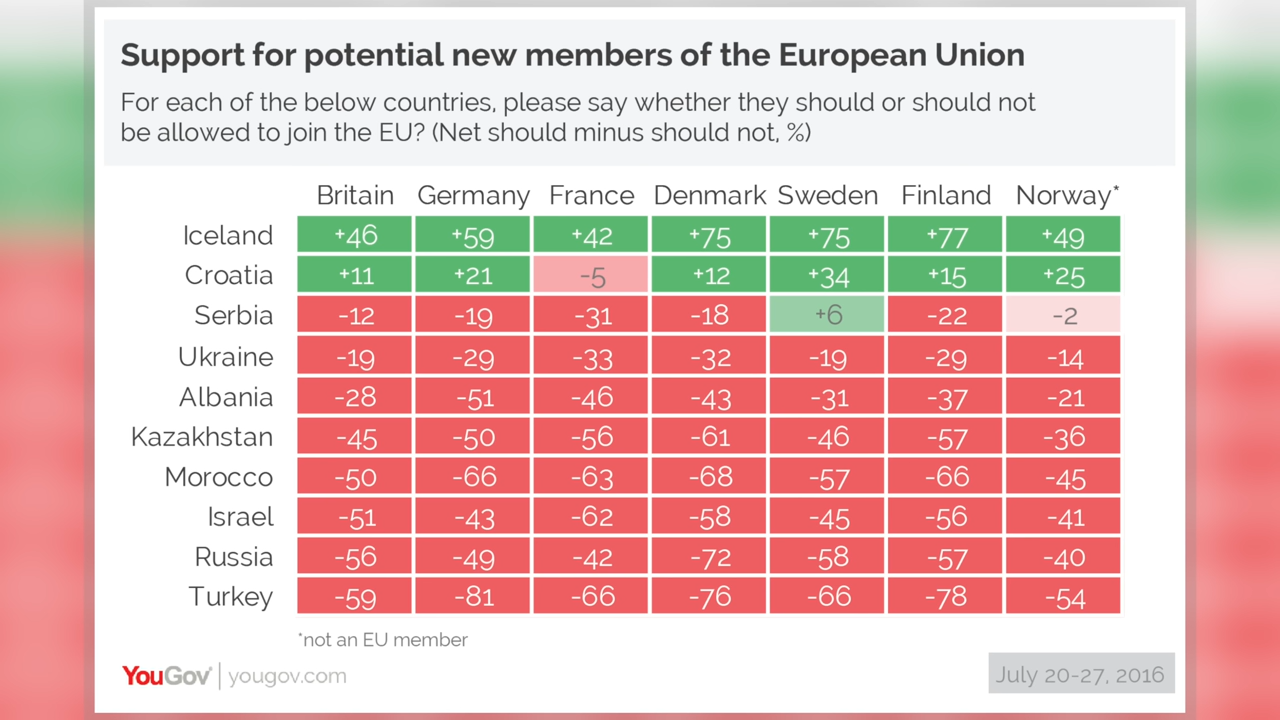 Support for potential new members of the European Union
For each of the below countries, please say whether they should or should not
be allowed to join the EU? (Net should minus should not, %)
Britain Germany France Denmark Sweden Finland Norway*
Iceland +46 +59 +42 +75 +75 +77 +49
Croatia +11 +21 -5 +12 +34 +15 +25
Serbia -12 -19 -31 -18 +6 -22 -2
Ukraine -19 -29 -33 -32 -19 -29 -14
Albania -28 -51 -46 -43 -31 -37 -21
Kazakhstan -45 -50 -56 -61 -46 -57 -36
Morocco -50 -66 -63 -68 -57 -66 -45
Israel -51 -43 -62 -58 -45 -56 -41
Russia -56 -49 -42 -72 -58 -57 -40
Turkey -59 -81 -66 -76 -66 -78 -54
*not an EU member
YouGov | yougov.com
July 20-27, 2016